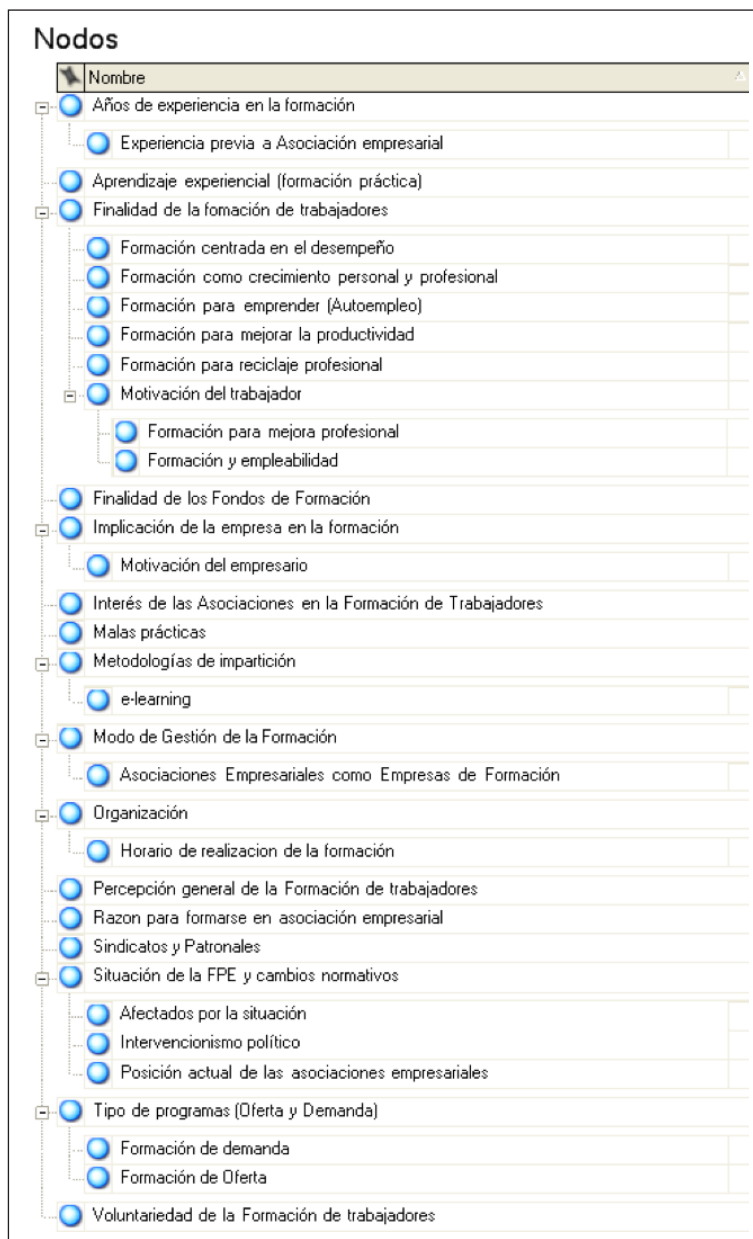 Nodos
Nombre
Años de experiencia en la formación
Experiencia previa a Asociación empresarial
Aprendizaje experiencial (formación práctica)
Finalidad de la fomación de trabajadores
Formación centrada en el desempeño
Formación como crecimiento personal y profesional
Formación para emprender (Autoempleo)
Formación para mejorar la productividad
Formación para reciclaje profesional
Motivación del trabajador
Formación para mejora profesional
Formación y empleabilidad
Finalidad de los Fondos de Formación
Implicación de la empresa en la formación
Motivación del empresario
Interés de las Asociaciones en la Formación de Trabajadores
Malas prácticas
Metodologías de impartición
e-learning
Modo de Gestión de la Formación
Asociaciones Empresariales como Empresas de Formación
Organización
Horario de realizacion de la formación
Percepción general de la Formación de trabajadores
Razon para formarse en asociación empresarial
Sindicatos y Patronales
Situación de la FPE y cambios normativos
Afectados por la situación
Intervencionismo político
Posición actual de las asociaciones empresariales
Tipo de programas (Oferta y Demanda)
Formación de demanda
Formación de Oferta
Voluntariedad de la Formación de trabajadores